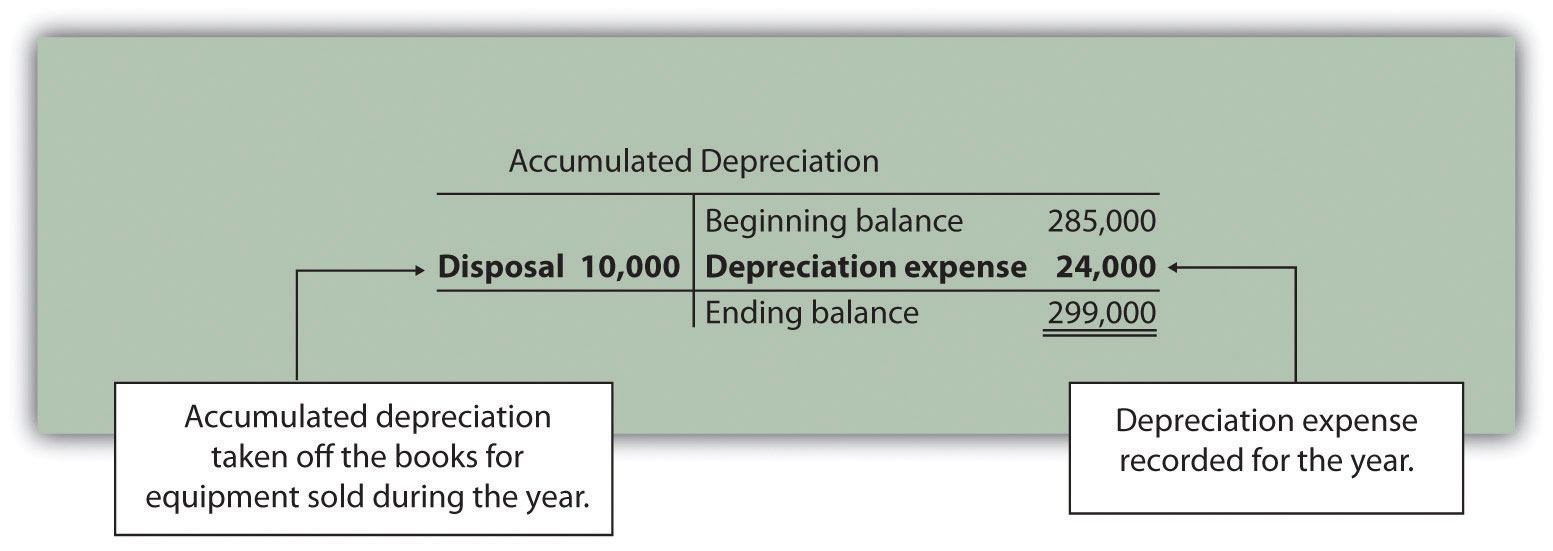 Accumulated Depreciation
Beginning balance 285,000
Disposal 10,000 Depreciation expense 24,000
Ending balance 299,000
Accumulated depreciation
taken off the books for
equipment sold during the year.
Depreciation expense
recorded for the year.